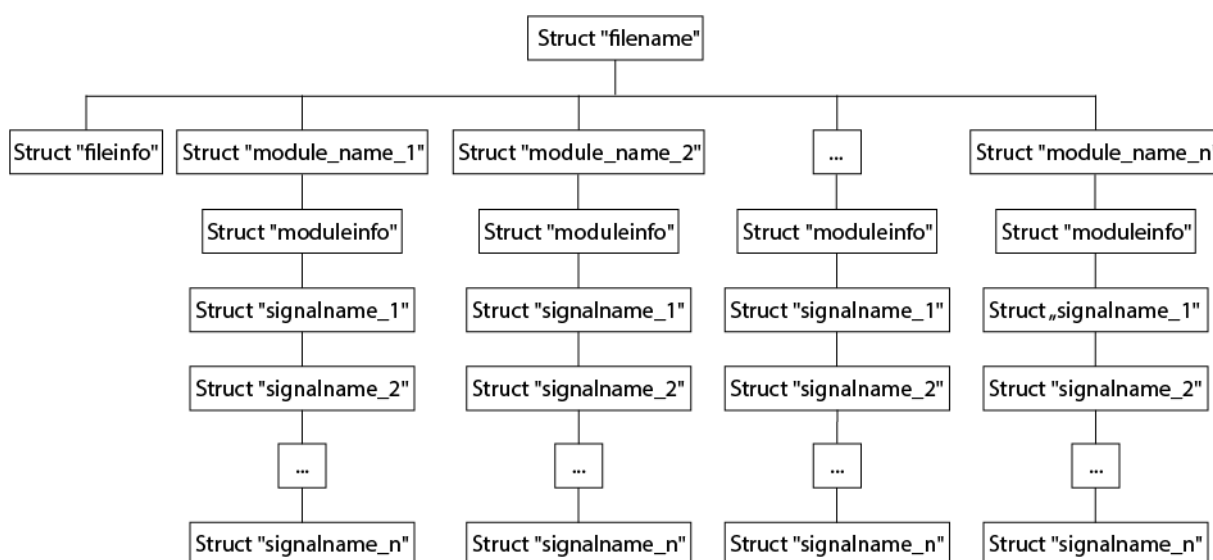 Struct "filename"
Struct "fileinfo" Struct "module_name_1" Struct "module_name_2" ... Struct "module_name_n"
Struct "moduleinfo" Struct "moduleinfo" Struct "moduleinfo" Struct "moduleinfo"
Struct "signalname_1" Struct "signalname_1" Struct "signalname_1" Struct „signalname_1"
Struct "signalname_2" Struct "signalname_2" Struct "signalname_2" Struct "signalname_2"
... ... ... ...
Struct "signalname_n" Struct "signalname_n" Struct "signalname_n" Struct "signalname_n"